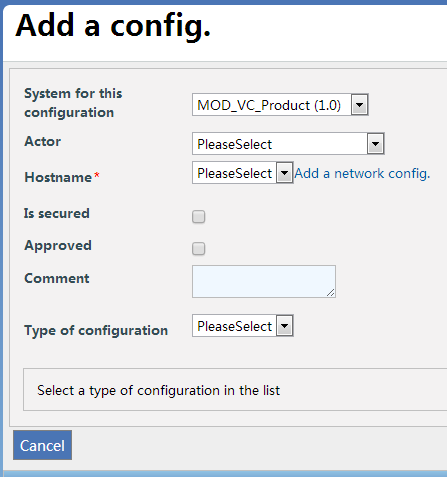 Add a config.
System for this
configuration
MOD_VC_Product (1.0)
Actor
PleaseSelect
Hostname*
PleaseSelect
Add a network config.
Is secured
Approved
Comment
Type of configuration
PleaseSelect
Select a type of configuration in the list
Cancel